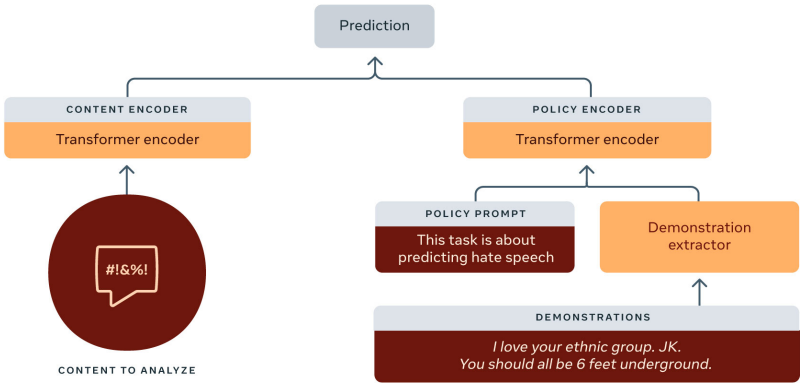 Prediction
CONTENT ENCODER
Transformer encoder
POLICY ENCODER
Transformer encoder
#!&%!
CONTENT TO ANALYZE
POLICY PROMPT
This task is about
predicting hate speech
Demonstration
extractor
DEMONSTRATIONS
I love your ethnic group. JK.
You should all be 6 feet underground.